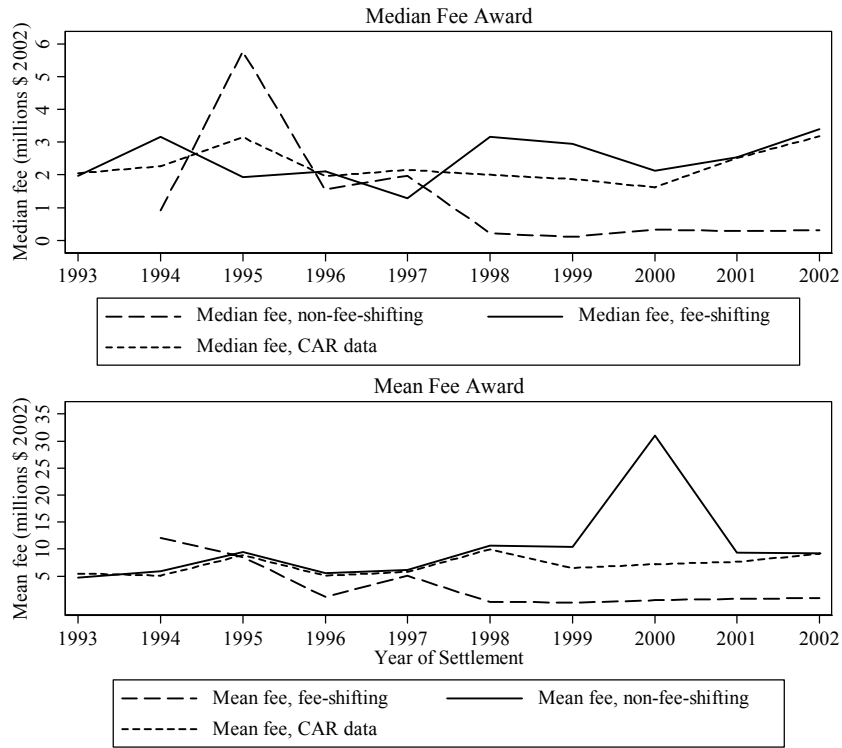 Median Fee Award
Median fee (millions $ 2002)
6
5
4
3
2
1
0
1993 1994 1995 1996 1997 1998 1999 2000 2001 2002
Median fee, non-fee-shifting Median fee, fee-shifting
Median fee, CAR data
Mean Fee Award
Mean fee (millions $ 2002)
35
30
25
20
15
10
5
1993 1994 1995 1996 1997 1998 1999 2000 2001 2002
Year of Settlement
Mean fee, fee-shifting Mean fee, non-fee-shifting
Mean fee, CAR data